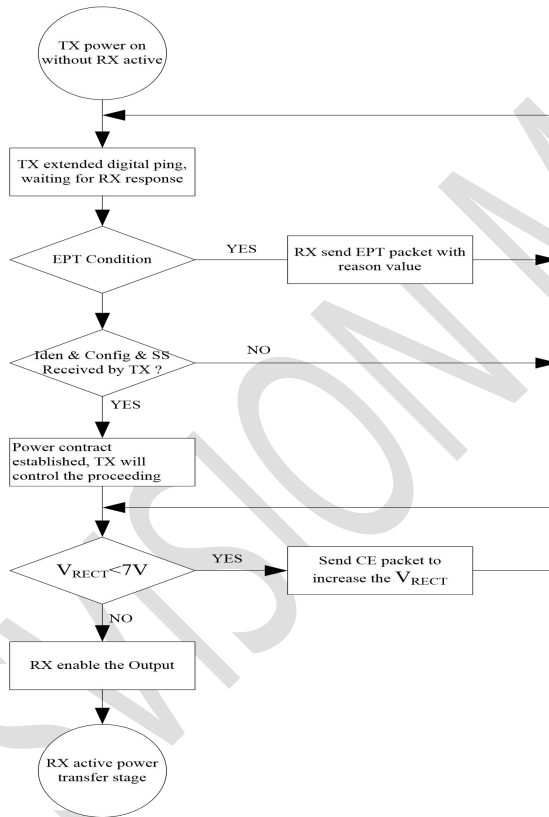 TX power on
without RX active
TX extended digital ping,
waiting for RX response
EPT Condition
YES
RX send EPT packet with
reason value
Iden & Config & SS
Received by TX ?
NO
YES
Power contract
established, TX will
control the proceeding
VRECT<7V
YES
Send CE packet to
increase the VRECT
NO
RX enable the Output
RX active power
transfer stage